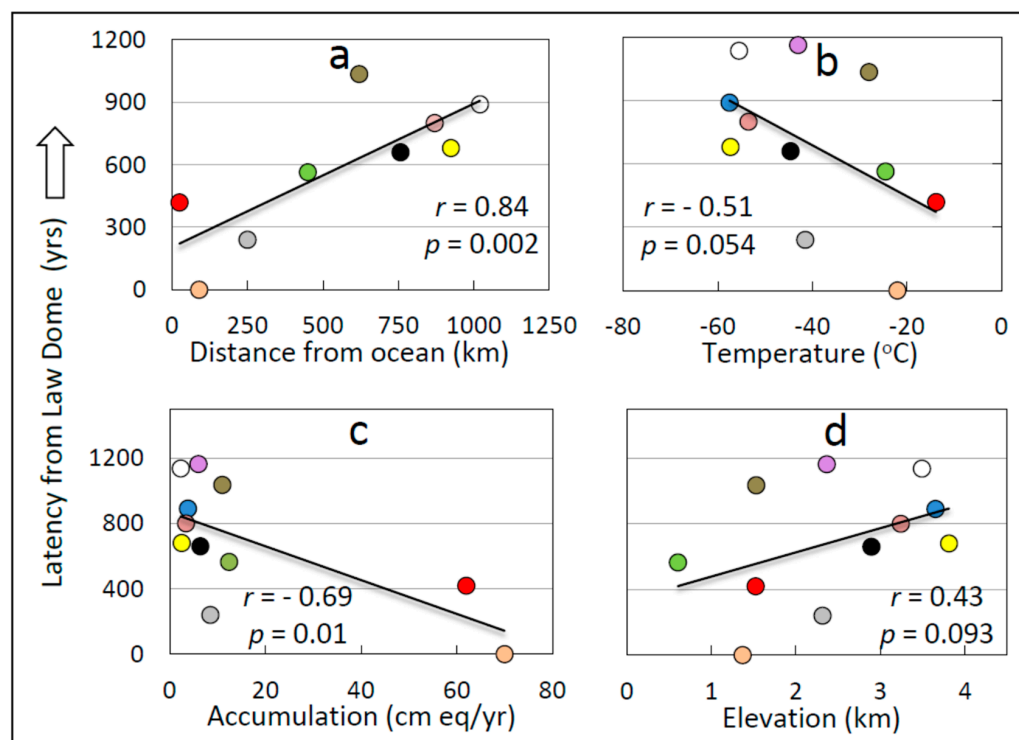 Latency from Law Dome (yrs)
a
1200
900
600
300
0
r = 0.84
p = 0.002
0 250 500 750 1000 1250
Distance from ocean (km)
b
r = - 0.51
p = 0.054
-80 -60 -40 -20 0
Temperature (oC)
c
1200
800
400
0
r = - 0.69
p = 0.01
0 20 40 60 80
Accumulation (cm eq/yr)
d
r = 0.43
p = 0.093
0 1 2 3 4
Elevation (km)